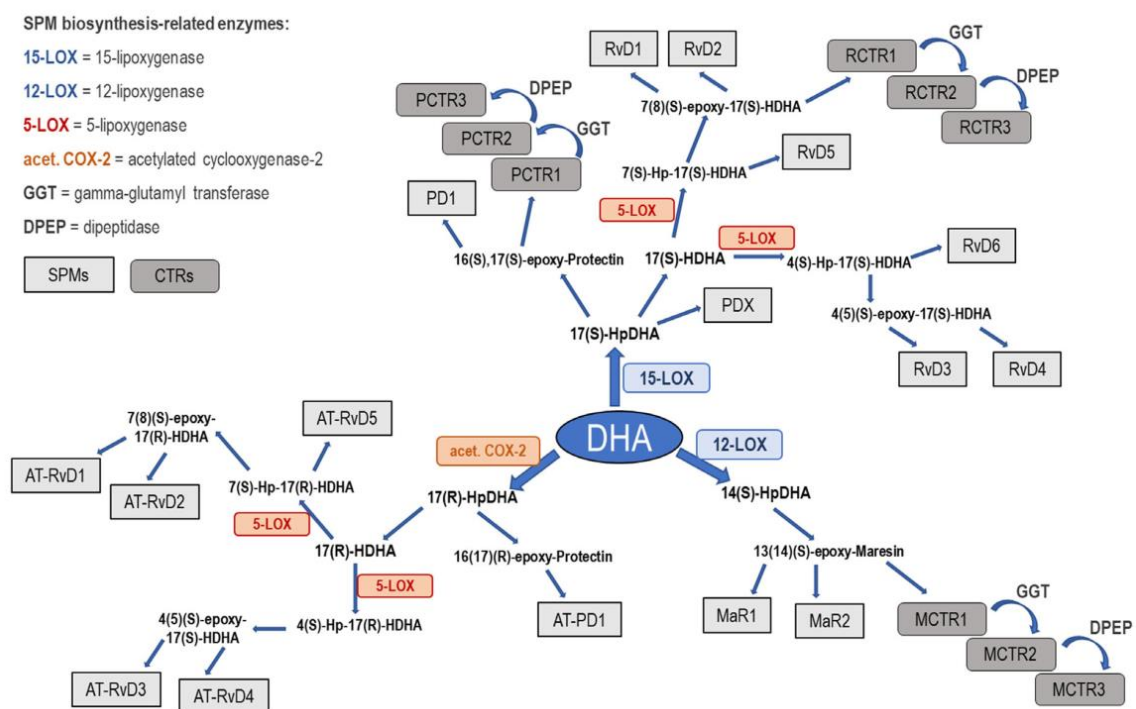 SPM biosynthesis-related enzymes:
15-LOX = 15-lipoxygenase
12-LOX = 12-lipoxygenase
5-LOX = 5-lipoxygenase
acet. COX-2 = acetylated cyclooxygenase-2
GGT = gamma-glutamyl transferase
DPEP = dipeptidase
SPMs
CTRs
PCTR3
DPEP
PCTR2
GGT
PCTR1
PD1
16(S),17(S)-epoxy-Protectin
RvD1
RvD2
7(8)(S)-epoxy-17(S)-HDHA
RCTR1
GGT
RCTR2
DPEP
RCTR3
7(S)-Hp-17(S)-HDHA
RvD5
5-LOX
17(S)-HDHA
5-LOX
4(S)-Hp-17(S)-HDHA
RvD6
4(5)(S)-epoxy-17(S)-HDHA
RvD3
RvD4
PDX
17(S)-HpDHA
15-LOX
DHA
acet. COX-2
12-LOX
7(8)(S)-epoxy-
17(R)-HDHA
AT-RvD5
AT-RvD1
AT-RvD2
7(S)-Hp-17(R)-HDHA
17(R)-HpDHA
5-LOX
17(R)-HDHA
16(17)(R)-epoxy-Protectin
5-LOX
AT-PD1
4(5)(S)-epoxy-
17(S)-HDHA
4(S)-Hp-17(R)-HDHA
AT-RvD3
AT-RvD4
14(S)-HpDHA
13(14)(S)-epoxy-Maresin
MaR1
MaR2
MCTR1
GGT
MCTR2
DPEP
MCTR3